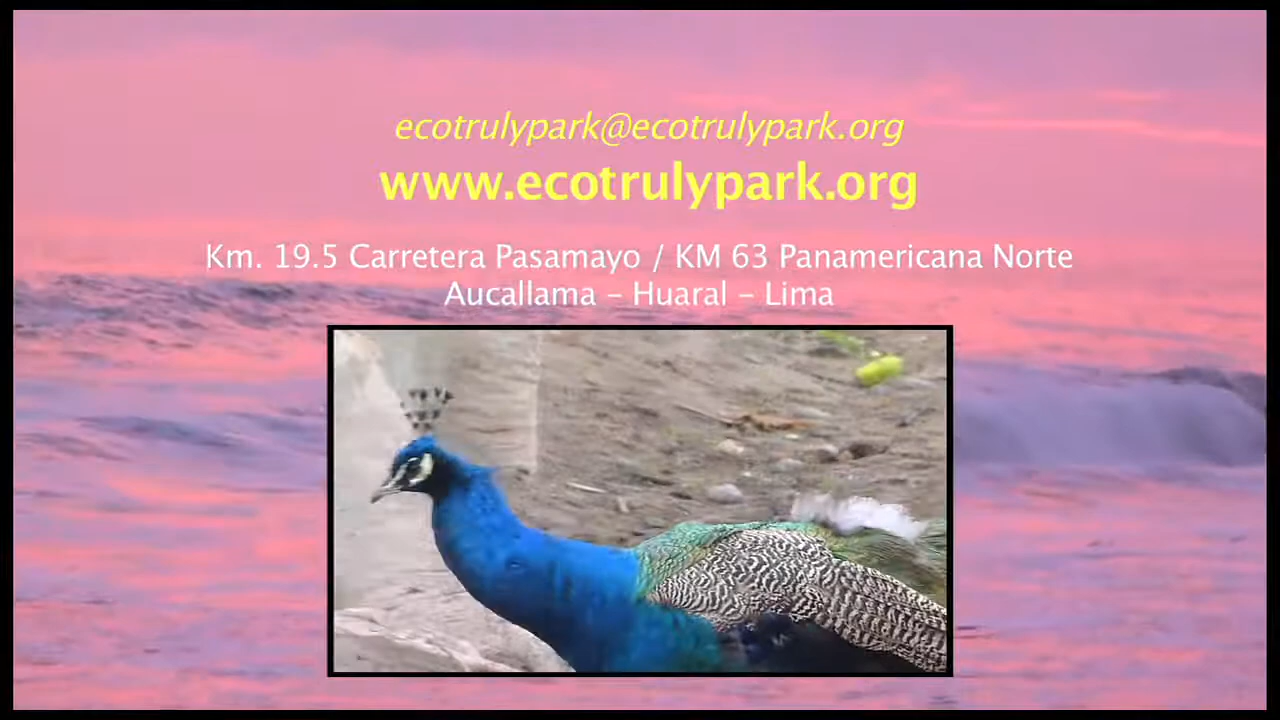 ecotrulypark@ecotrulypark.org
www.ecotrulypark.org
Km. 19.5 Carretera Pasamayo / KM 63 Panamericana Norte
Aucallama - Huaral - Lima